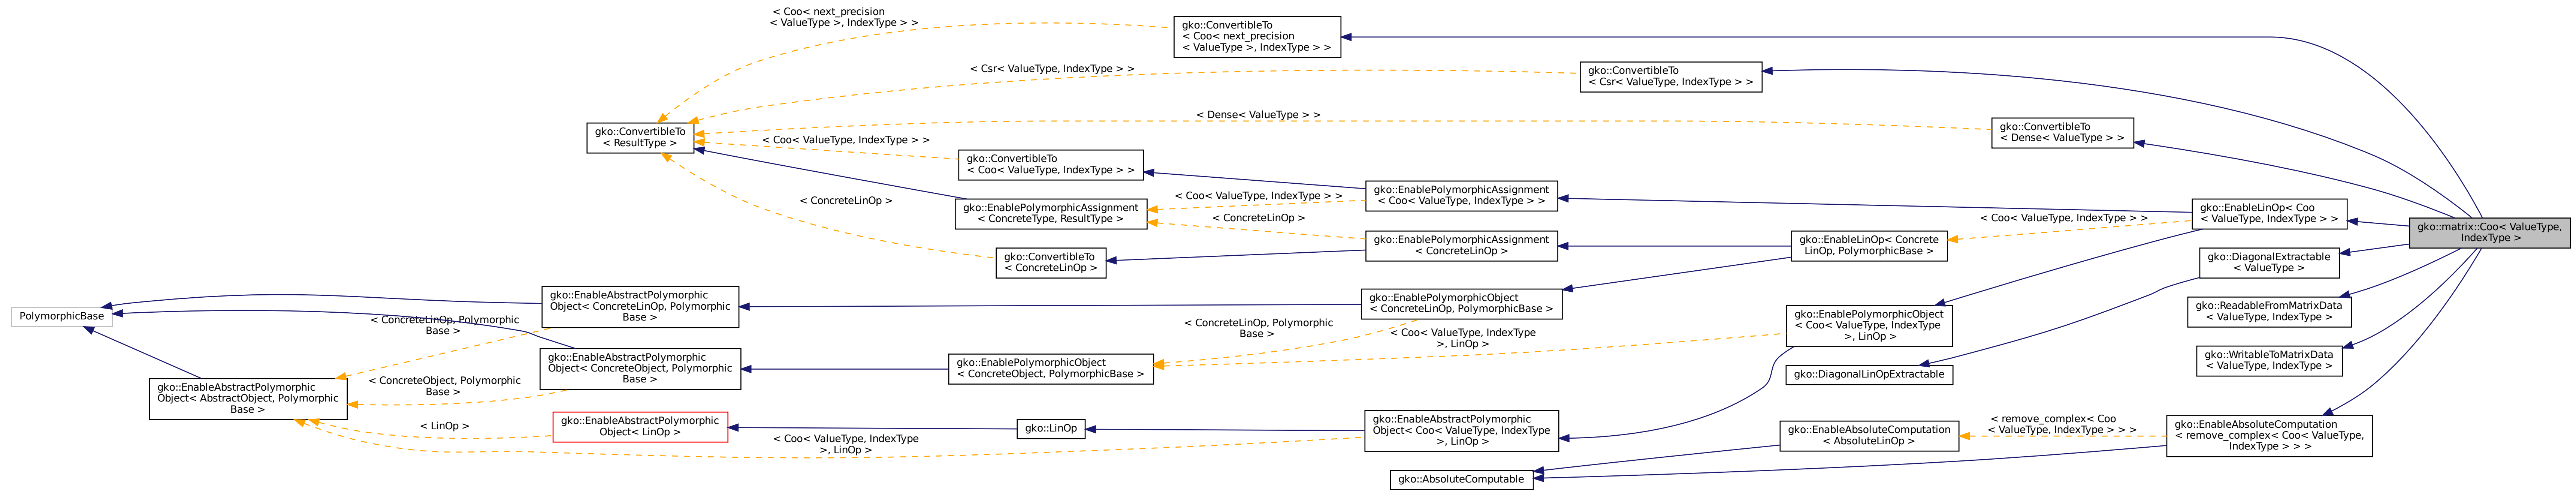 < Coo< next_precision
< ValueType >, IndexType > >
gko::ConvertibleTo
< Coo< next_precision
< ValueType >, IndexType > >
< Csr< ValueType, IndexType > >
gko::ConvertibleTo
< Csr< ValueType, IndexType > >
< Dense< ValueType > >
gko::ConvertibleTo
< Dense< ValueType > >
gko::ConvertibleTo
< ResultType >
< Coo< ValueType, IndexType > >
gko::ConvertibleTo
< Coo< ValueType, IndexType > >
gko::EnablePolymorphicAssignment
< Coo< ValueType, IndexType > >
< Coo< ValueType, IndexType > >
< ConcreteLinOp >
gko::EnablePolymorphicAssignment
< ConcreteType, ResultType >
< ConcreteLinOp >
gko::EnablePolymorphicAssignment
< ConcreteLinOp >
gko::ConvertibleTo
< ConcreteLinOp >
gko::EnableLinOp< Concrete
LinOp, PolymorphicBase >
< Coo< ValueType, IndexType > >
gko::EnableLinOp< Coo
< ValueType, IndexType > >
gko::matrix::Coo< ValueType,
IndexType >
gko::DiagonalExtractable
< ValueType >
gko::ReadableFromMatrixData
< ValueType, IndexType >
gko::WritableToMatrixData
< ValueType, IndexType >
PolymorphicBase
gko::EnableAbstractPolymorphic
Object< ConcreteLinOp, Polymorphic
Base >
< ConcreteLinOp, Polymorphic
Base >
gko::EnablePolymorphicObject
< ConcreteLinOp, PolymorphicBase >
< ConcreteLinOp, Polymorphic
Base >
< Coo< ValueType, IndexType
>, LinOp >
gko::EnablePolymorphicObject
< Coo< ValueType, IndexType
>, LinOp >
gko::EnableAbstractPolymorphic
Object< ConcreteObject, Polymorphic
Base >
gko::EnablePolymorphicObject
< ConcreteObject, PolymorphicBase >
gko::DiagonalLinOpExtractable
gko::EnableAbstractPolymorphic
Object< AbstractObject, Polymorphic
Base >
< ConcreteObject, Polymorphic
Base >
< LinOp >
gko::EnableAbstractPolymorphic
Object< LinOp >
gko::LinOp
< Coo< ValueType, IndexType
>, LinOp >
gko::EnableAbstractPolymorphic
Object< Coo< ValueType, IndexType
>, LinOp >
gko::EnableAbsoluteComputation
< AbsoluteLinOp >
< remove_complex< Coo
< ValueType, IndexType > > >
gko::EnableAbsoluteComputation
< remove_complex< Coo< ValueType,
IndexType > > >
gko::AbsoluteComputable